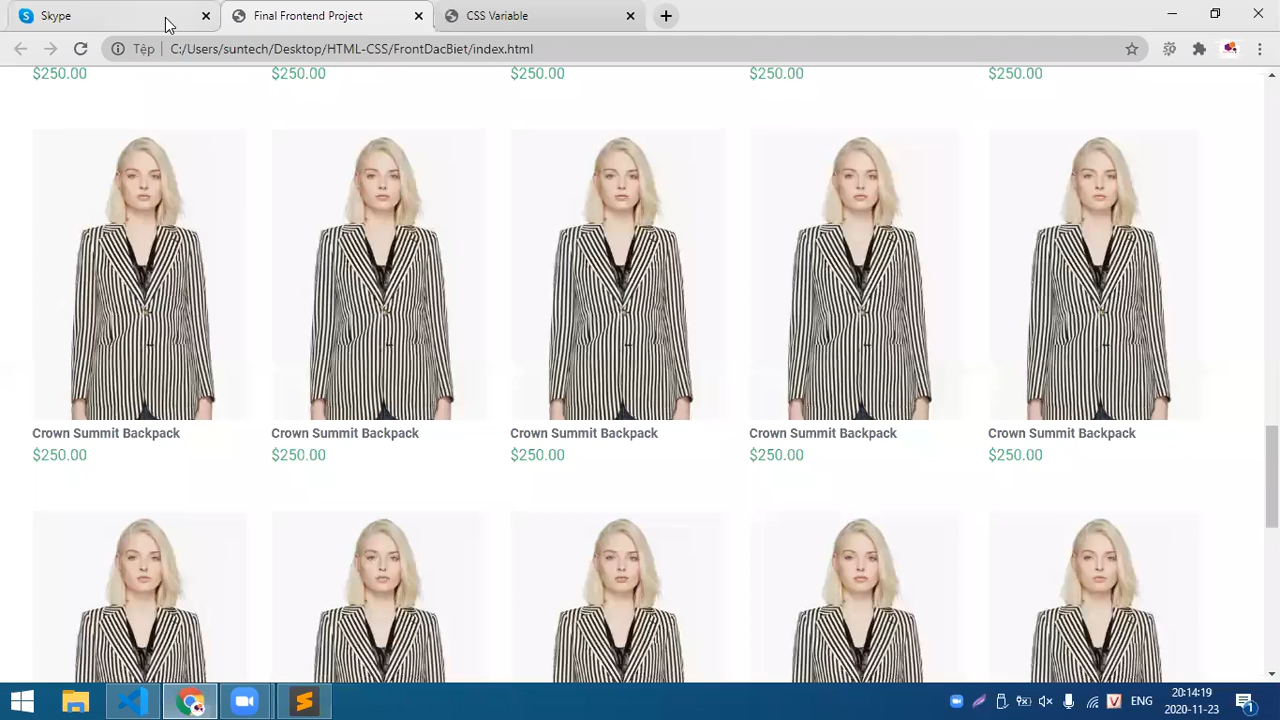 Skype
Final Frontend Project
CSS Variable
Tệp
C:/Users/suntech/Desktop/HTML-CSS/FrontDacBiet/index.html
$250.00 $250.00 $250.00 $250.00 $250.00
Crown Summit Backpack Crown Summit Backpack Crown Summit Backpack Crown Summit Backpack Crown Summit Backpack
$250.00 $250.00 $250.00 $250.00 $250.00
V ENG
20:14:19
2020-11-23
1